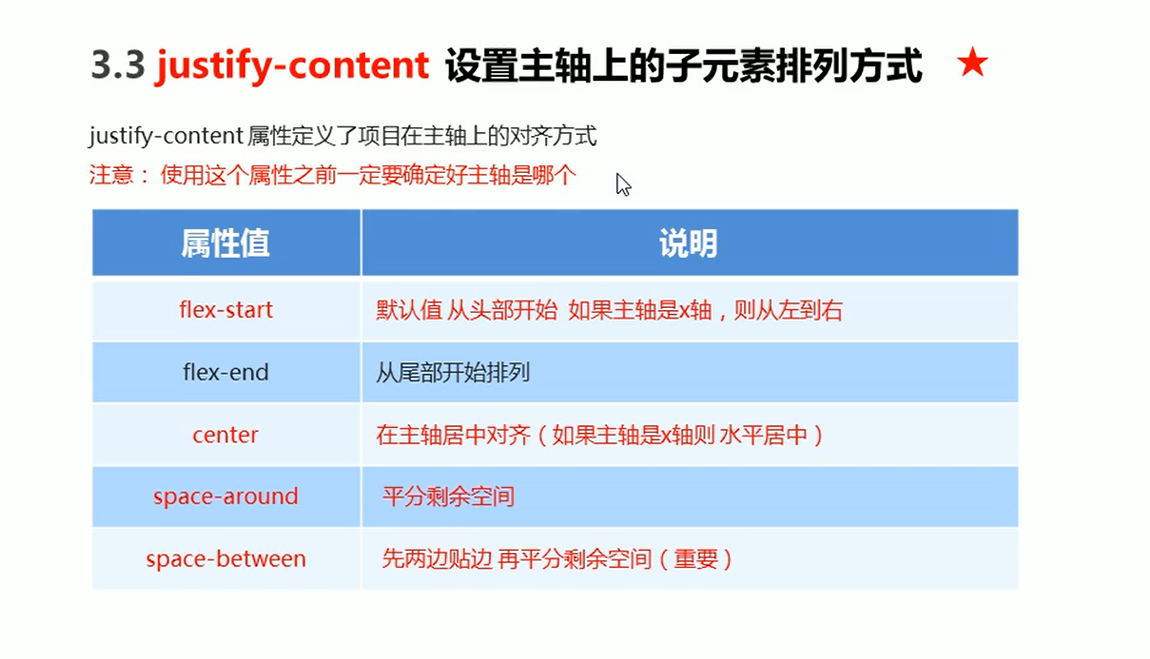 3.3 justify-content 设置主轴上的子元素排列方式 ★
justify-content 属性定义了项目在主轴上的对齐方式
注意： 使用这个属性之前一定要确定好主轴是哪个
属性值 说明
flex-start 默认值 从头部开始 如果主轴是x轴，则从左到右
flex-end 从尾部开始排列
center 在主轴居中对齐（如果主轴是x轴则 水平居中）
space-around 平分剩余空间
space-between 先两边贴边 再平分剩余空间（重要）